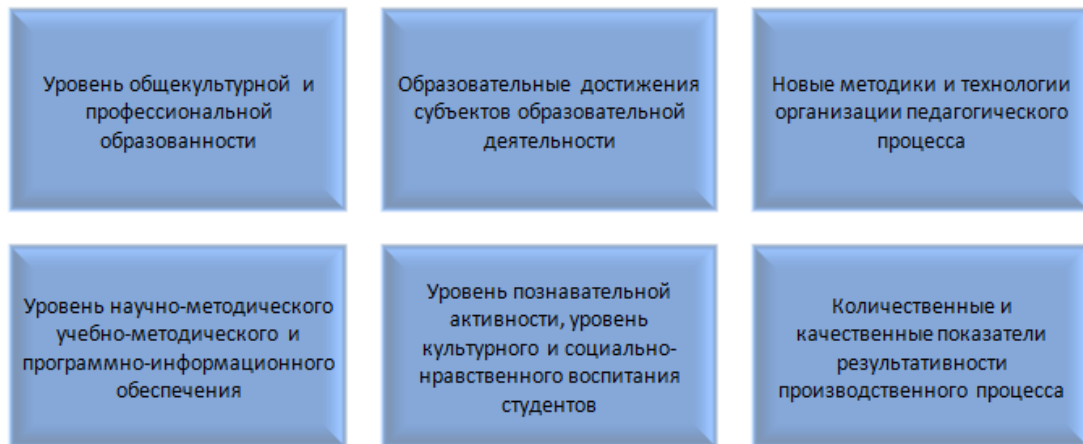 Уровень общекультурной и
профессиональной
образованности
Образовательные достижения
субъектов образовательной
деятельности
Новые методики и технологии
организации педагогического
процесса
Уровень научно-методического
учебно-методического и
программно-информационного
обеспечения
Уровень познавательной
активности, уровень
культурного и социально-
нравственного воспитания
студентов
Количественные и
качественные показатели
результативности
производственного процесса